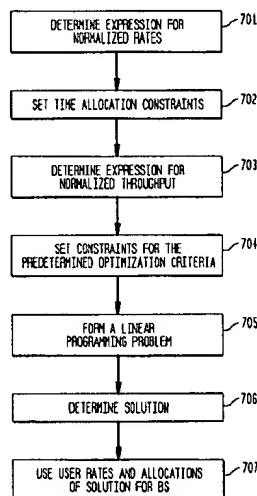 DETERMINE EXPRESSION FOR
NORMALIZED RATES
701
SET TIME ALLOCATION CONSTRAINTS
702
DETERMINE EXPRESSION FOR
NORMALIZED THROUGHPUT
703
SET CONSTRAINTS FOR THE
PREDETERMINED OPTIMIZATION CRITERIA
704
FORM A LINEAR
PROGRAMMING PROBLEM
705
DETERMINE SOLUTION
706
USE USER RATES AND ALLOCATIONS
OF SOLUTION FOR BS
707